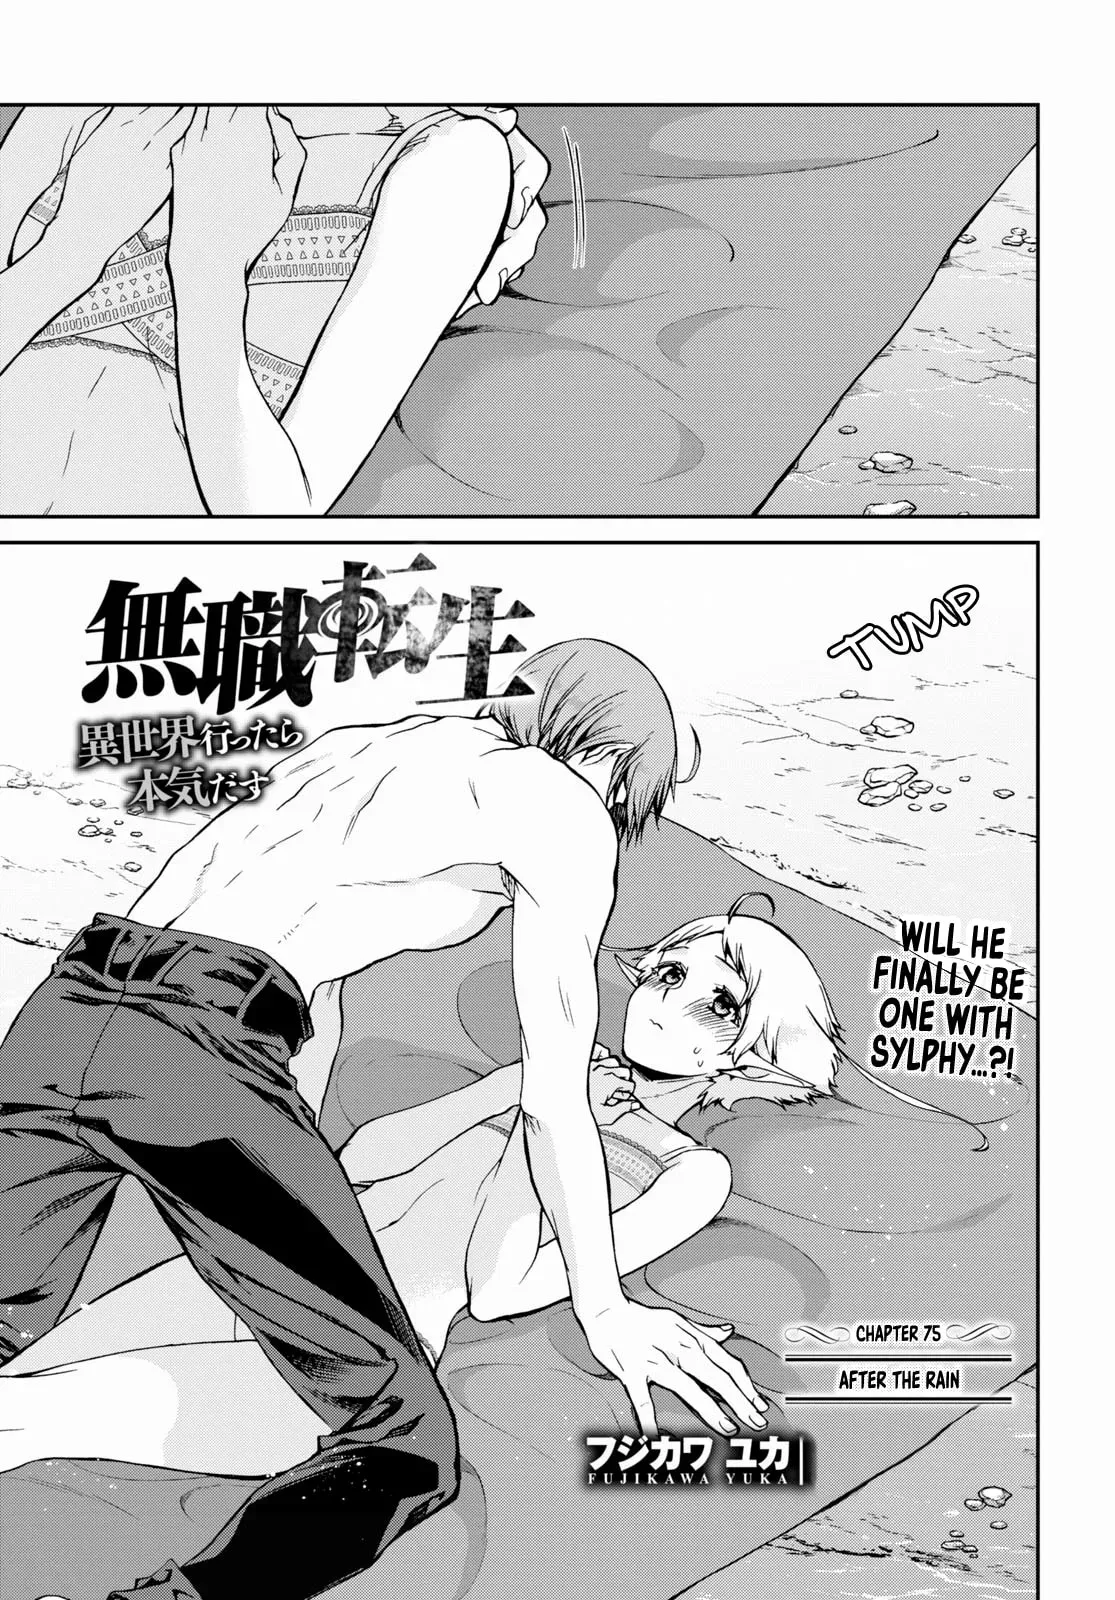 無職転生
異世界行ったら
本気だす
TUMP
WILL HE
FINALLY BE
ONE WITH
SYLPHY...?!
CHAPTER 75
AFTER THE RAIN
フジカワ ユカ
FUJIKAWA YUKA